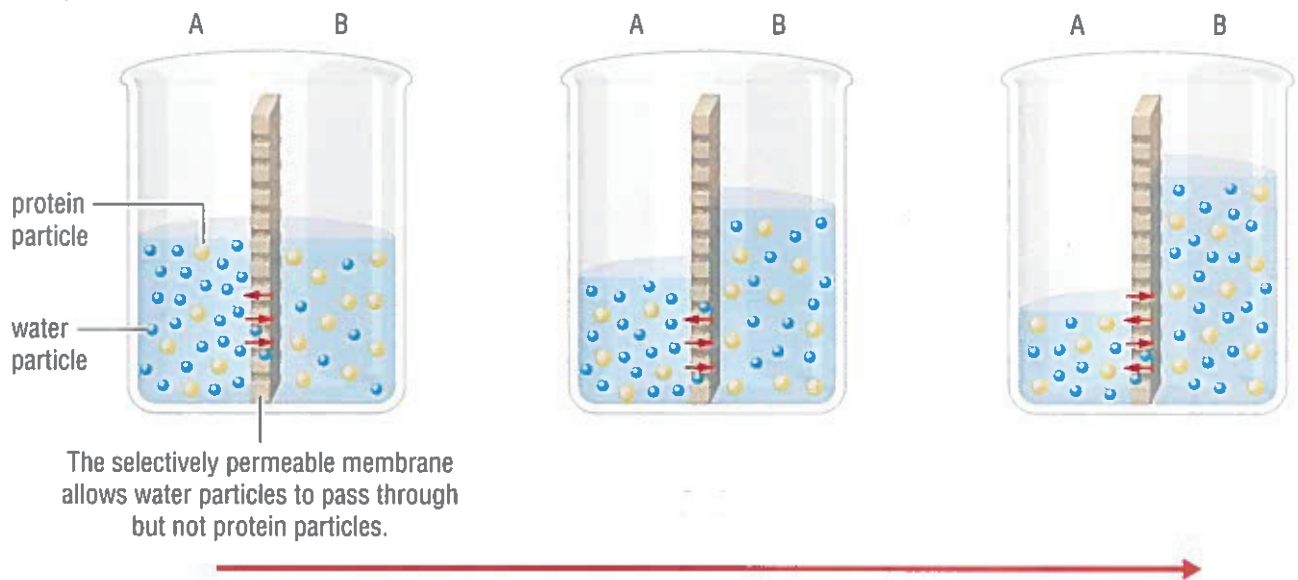 A B
A B
A B
protein
particle
water
particle
The selectively permeable membrane
allows water particles to pass through
but not protein particles.